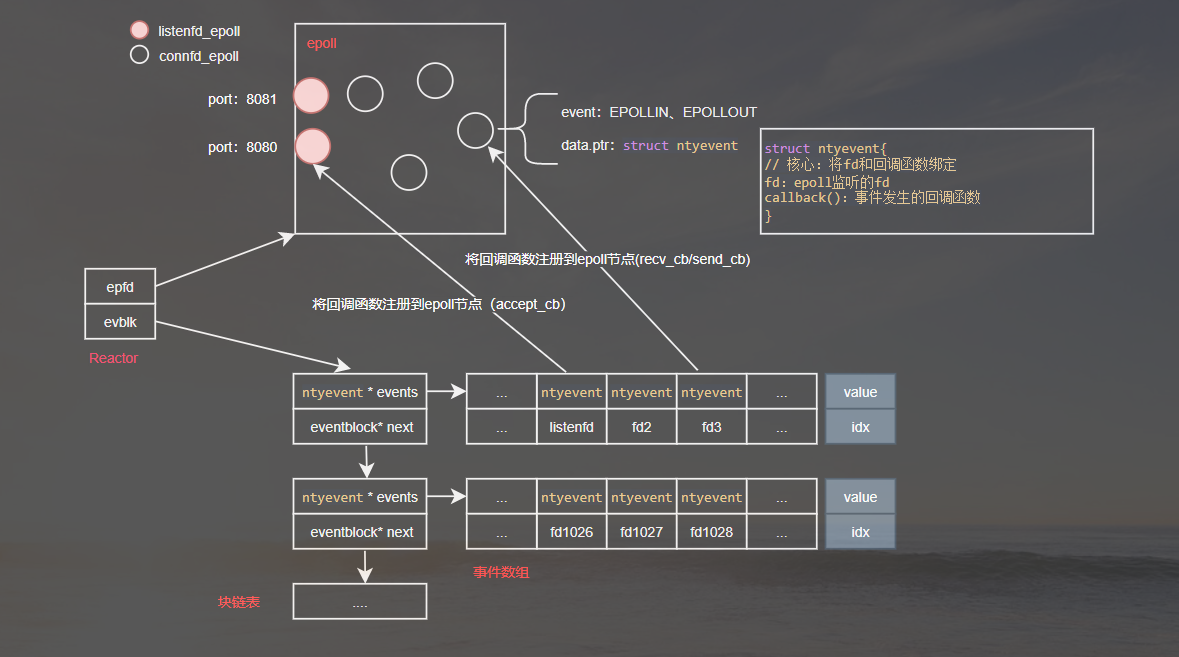 listenfd_epoll
connfd_epoll
epoll
port：8081
port：8080
event：EPOLLIN、EPOLLOUT
data.ptr：struct ntyevent
struct ntyevent{
// 核心：将fd和回调函数绑定
fd：epoll监听的fd
callback()：事件发生的回调函数
}
将回调函数注册到epoll节点(recv_cb/send_cb)
将回调函数注册到epoll节点（accept_cb）
epfd
evblk
Reactor
ntyevent * events
... ntyevent ntyevent ntyevent ...
value
eventblock* next
... listenfd fd2 fd3 ...
idx
ntyevent * events
... ntyevent ntyevent ntyevent ...
value
eventblock* next
... fd1026 fd1027 fd1028 ...
idx
事件数组
块链表
....